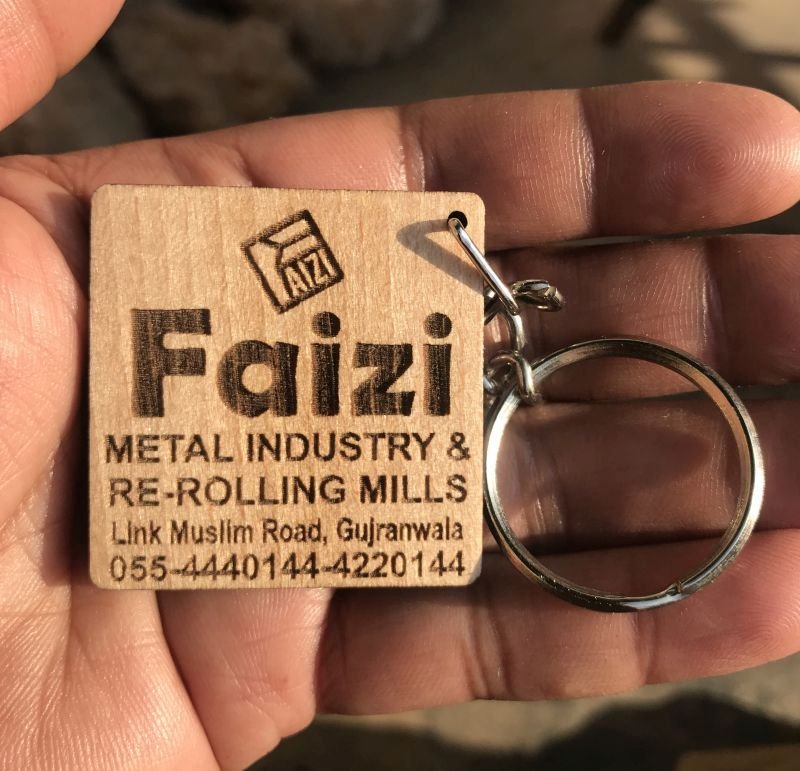 FAIZI
Faizi
METAL INDUSTRY &
RE-ROLLING MILLS
Link Muslim Road, Gujranwala
055-4440144-4220144